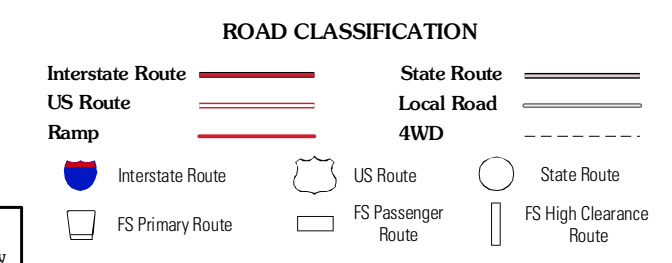 ROAD CLASSIFICATION
Interstate Route
State Route
US Route
Local Road
Ramp
4WD
Interstate Route
US Route
State Route
FS Primary Route
FS Passenger
Route
FS High Clearance
Route